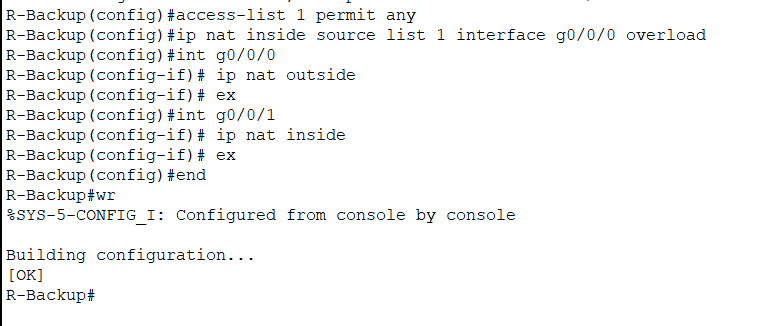 R-Backup(config)#access-list 1 permit any
R-Backup(config)#ip nat inside source list 1 interface g0/0/0 overload
R-Backup(config)#int g0/0/0
R-Backup(config-if)# ip nat outside
R-Backup(config-if)# ex
R-Backup(config)#int g0/0/1
R-Backup(config-if)# ip nat inside
R-Backup(config-if)# ex
R-Backup(config)#end
R-Backup#wr
%SYS-5-CONFIG_I: Configured from console by console
Building configuration...
[OK]
R-Backup#